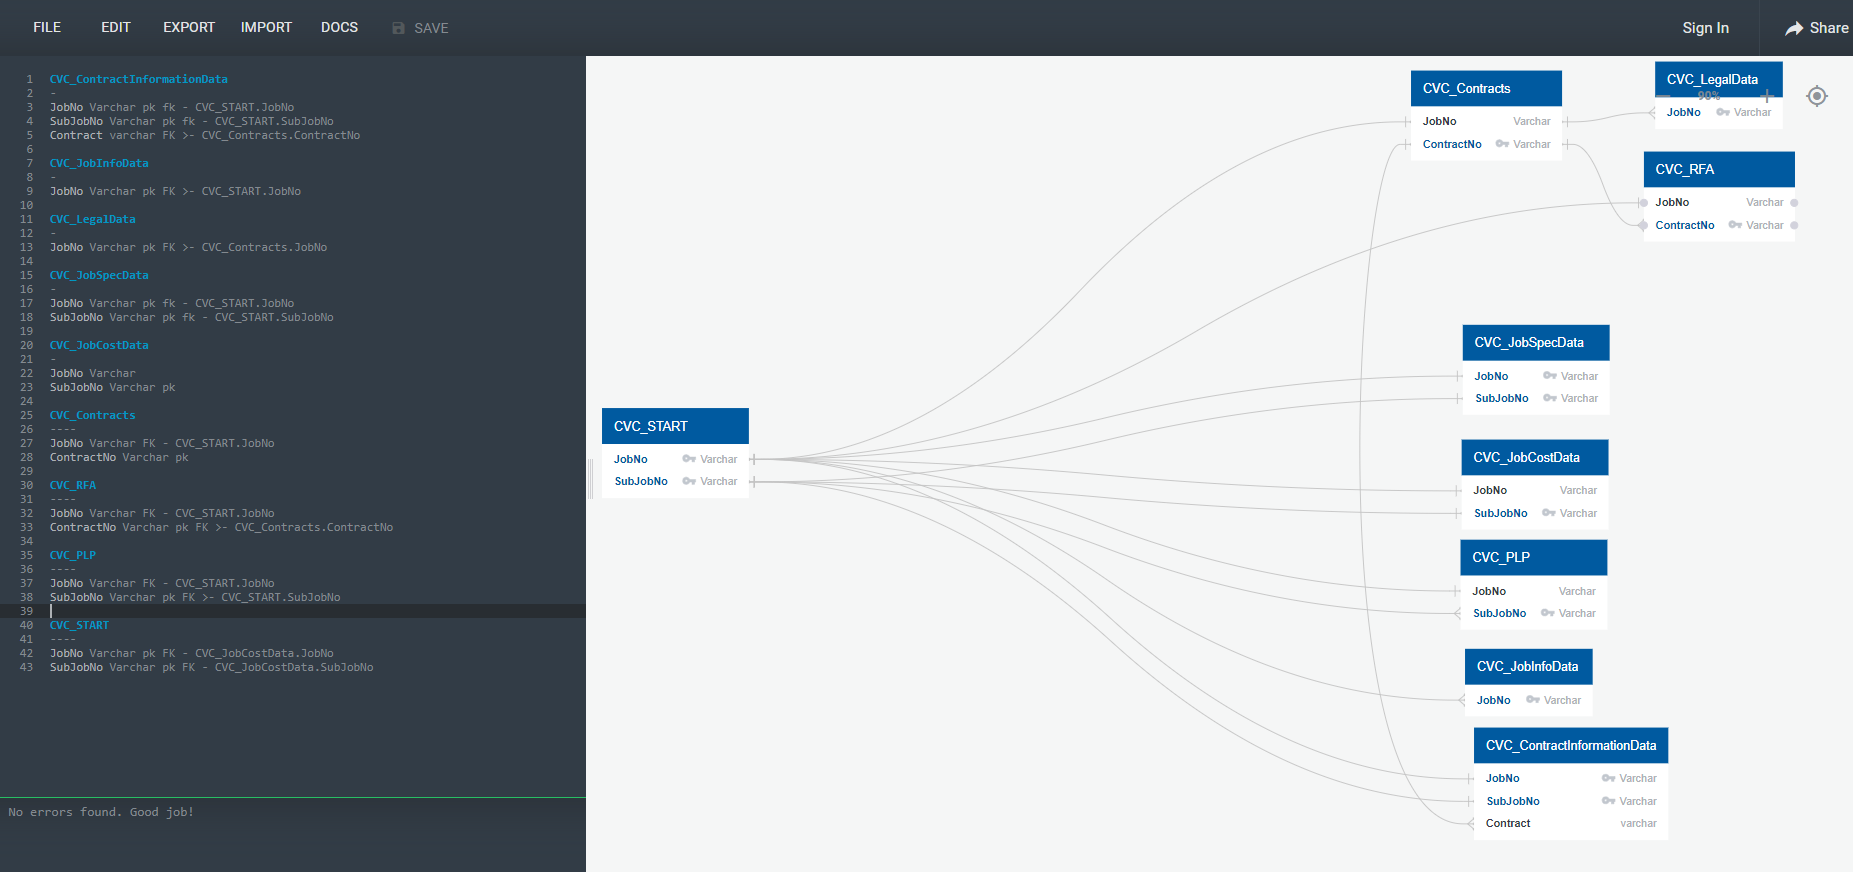 FILE EDIT EXPORT IMPORT DOCS SAVE Sign In Share
1 CVC_ContractInformationData
2 -
3 JobNo Varchar pk fk - CVC_START.JobNo
4 SubJobNo Varchar pk fk - CVC_START.SubJobNo
5 Contract varchar FK >- CVC_Contracts.ContractNo
6
7 CVC_JobInfoData
8 -
9 JobNo Varchar pk FK >- CVC_START.JobNo
10
11 CVC_LegalData
12 -
13 JobNo Varchar pk FK >- CVC_Contracts.JobNo
14
15 CVC_JobSpecData
16 -
17 JobNo Varchar pk fk - CVC_START.JobNo
18 SubJobNo Varchar pk fk - CVC_START.SubJobNo
19
20 CVC_JobCostData
21 -
22 JobNo Varchar
23 SubJobNo Varchar pk
24
25 CVC_Contracts
26 ----
27 JobNo Varchar FK - CVC_START.JobNo
28 ContractNo Varchar pk
29
30 CVC_RFA
31 ----
32 JobNo Varchar FK - CVC_START.JobNo
33 ContractNo Varchar pk FK >- CVC_Contracts.ContractNo
34
35 CVC_PLP
36 ----
37 JobNo Varchar FK - CVC_START.JobNo
38 SubJobNo Varchar pk FK >- CVC_START.SubJobNo
39
40 CVC_START
41 ----
42 JobNo Varchar pk FK - CVC_JobCostData.JobNo
43 SubJobNo Varchar pk FK - CVC_JobCostData.SubJobNo
No errors found. Good job!
CVC_START
JobNo Varchar
SubJobNo Varchar
CVC_Contracts
JobNo Varchar
ContractNo Varchar
CVC_LegalData
90%
JobNo Varchar
CVC_RFA
JobNo Varchar
ContractNo Varchar
CVC_JobSpecData
JobNo Varchar
SubJobNo Varchar
CVC_JobCostData
JobNo Varchar
SubJobNo Varchar
CVC_PLP
JobNo Varchar
SubJobNo Varchar
CVC_JobInfoData
JobNo Varchar
CVC_ContractInformationData
JobNo Varchar
SubJobNo Varchar
Contract varchar